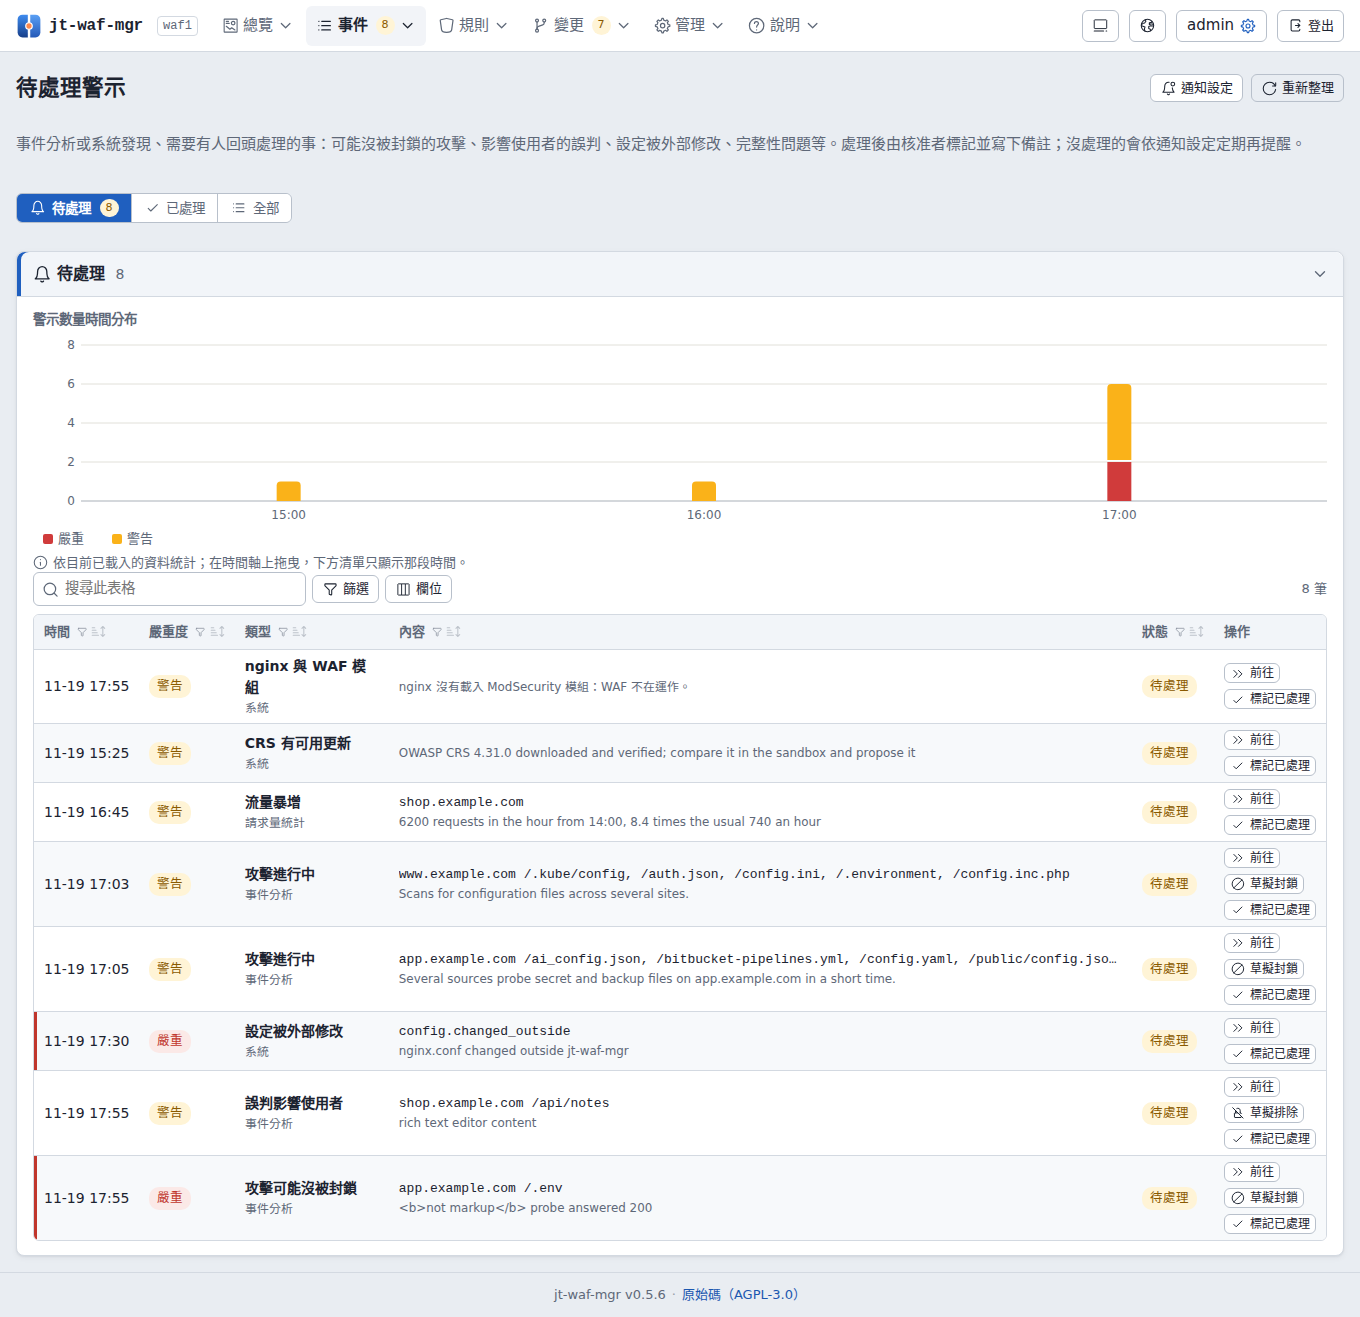 jt-waf-mgr waf1 總覽 事件 8 規則 變更 7 管理 說明 admin 登出
待處理警示 通知設定 重新整理
事件分析或系統發現、需要有人回頭處理的事：可能沒被封鎖的攻擊、影響使用者的誤判、設定被外部修改、完整性問題等。處理後由核准者標記並寫下備註；沒處理的會依通知設定定期再提醒。
待處理 8 已處理 全部
待處理 8
警示數量時間分布
8
6
4
2
0
15:00 16:00 17:00
嚴重 警告
依目前已載入的資料統計；在時間軸上拖曳，下方清單只顯示那段時間。
搜尋此表格 篩選 欄位 8 筆
時間 嚴重度 類型 內容 狀態 操作
11-19 17:55 警告 nginx 與 WAF 模組 系統 nginx 沒有載入 ModSecurity 模組：WAF 不在運作。 待處理 前往 標記已處理
11-19 15:25 警告 CRS 有可用更新 系統 OWASP CRS 4.31.0 downloaded and verified; compare it in the sandbox and propose it 待處理 前往 標記已處理
11-19 16:45 警告 流量暴增 請求量統計 shop.example.com 6200 requests in the hour from 14:00, 8.4 times the usual 740 an hour 待處理 前往 標記已處理
11-19 17:03 警告 攻擊進行中 事件分析 www.example.com /.kube/config, /auth.json, /config.ini, /.environment, /config.inc.php Scans for configuration files across several sites. 待處理 前往 草擬封鎖 標記已處理
11-19 17:05 警告 攻擊進行中 事件分析 app.example.com /ai_config.json, /bitbucket-pipelines.yml, /config.yaml, /public/config.jso… Several sources probe secret and backup files on app.example.com in a short time. 待處理 前往 草擬封鎖 標記已處理
11-19 17:30 嚴重 設定被外部修改 系統 config.changed_outside nginx.conf changed outside jt-waf-mgr 待處理 前往 標記已處理
11-19 17:55 警告 誤判影響使用者 事件分析 shop.example.com /api/notes rich text editor content 待處理 前往 草擬排除 標記已處理
11-19 17:55 嚴重 攻擊可能沒被封鎖 事件分析 app.example.com /.env <b>not markup</b> probe answered 200 待處理 前往 草擬封鎖 標記已處理
jt-waf-mgr v0.5.6 · 原始碼（AGPL-3.0）